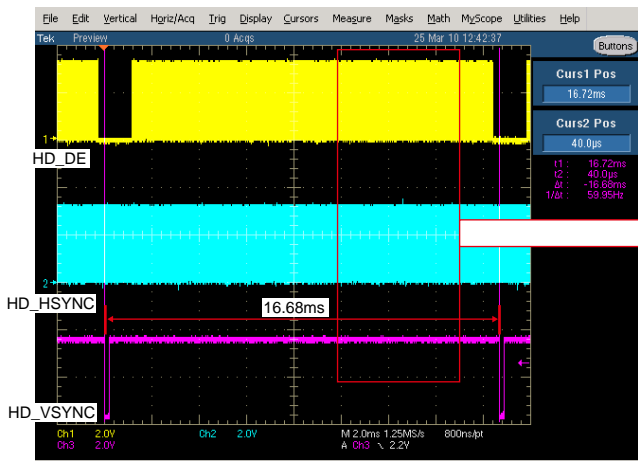 File Edit Vertical Horiz/Acq Trig Display Cursors Measure Masks Math MyScope Utilities Help
Tek Preview 0 Acqs 25 Mar 10 12:42:37 Buttons
Curs1 Pos
16.72ms
Curs2 Pos
40.0µs
t1: 16.72ms
t2: 40.0µs
Δt: -16.68ms
1/Δt: 59.95Hz
1
HD_DE
2
HD_HSYNC
16.68ms
HD_VSYNC
Ch1 2.0V Ch2 2.0V M 2.0ms 1.25MS/s 800ns/pt
Ch3 2.0V A Ch3 2.2V